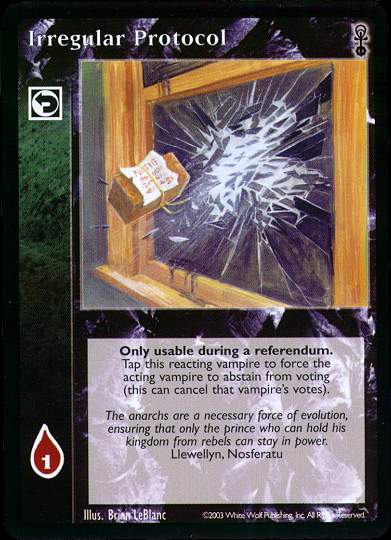 Irregular Protocol
Only usable during a referendum.
Tap this reacting vampire to force the
acting vampire to abstain from voting
(this can cancel that vampire's votes).
The anarchs are a necessary force of evolution,
ensuring that only the prince who can hold his
kingdom from rebels can stay in power.
Llewellyn, Nosferatu
1
Illus. Brian LeBlanc
©2003 White Wolf Publishing, Inc. All Rights Reserved.